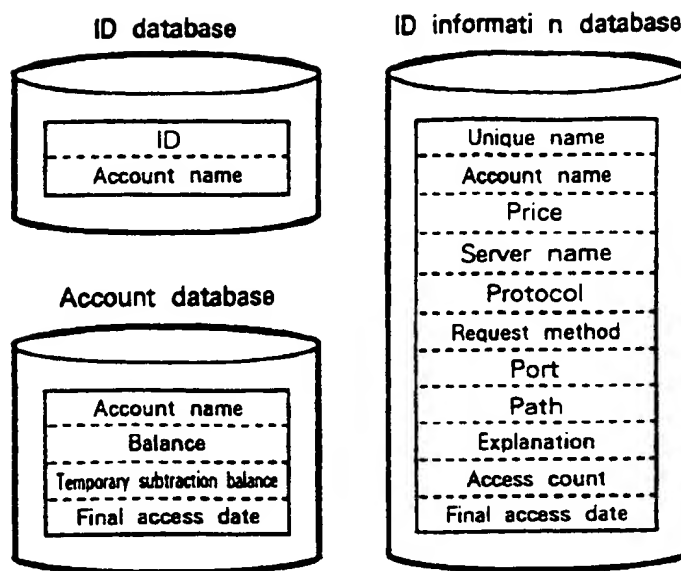 ID database
ID
Account name
Account database
Account name
Balance
Temporary subtraction balance
Final access date
ID informati n database
Unique name
Account name
Price
Server name
Protocol
Request method
Port
Path
Explanation
Access count
Final access date